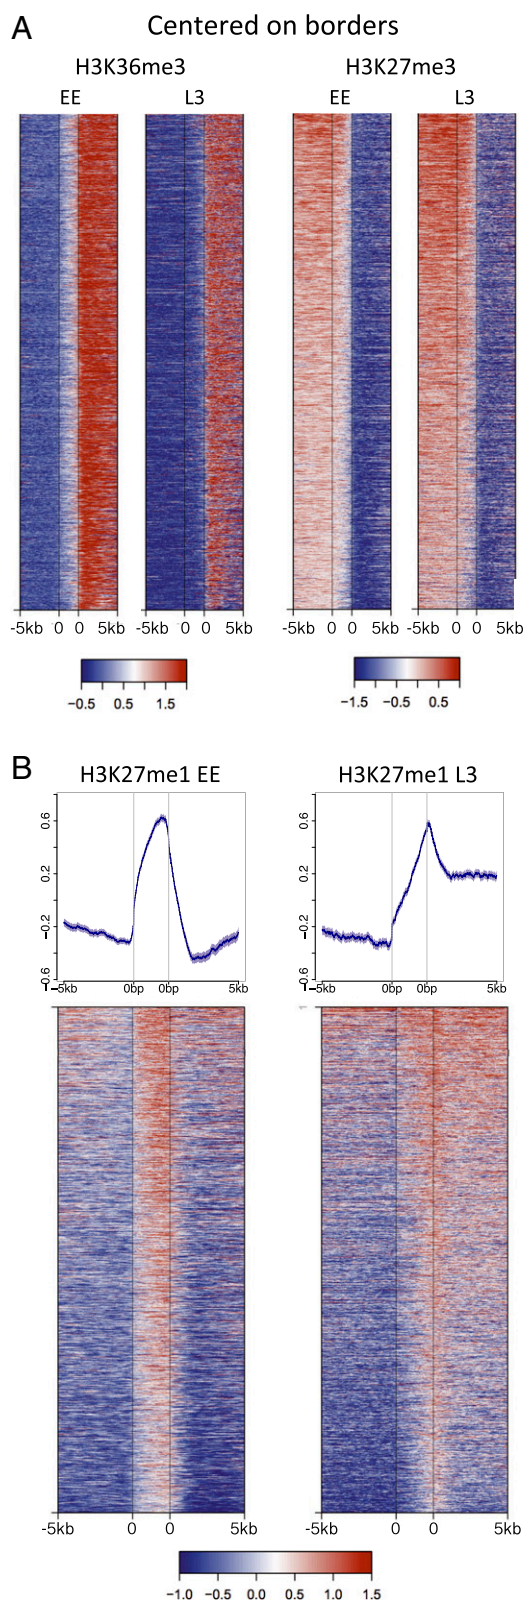 A
Centered on borders
H3K36me3 H3K27me3
EE L3 EE L3
-5kb 0 0 5kb -5kb 0 0 5kb -5kb 0 0 5kb -5kb 0 0 5kb
−0.5 0.5 1.5 −1.5 −0.5 0.5
B
H3K27me1 EE H3K27me1 L3
0.6 0.6
0.2 0.2
−0.2 −0.2
−0.6 −0.6
−5kb 0bp 0bp 5kb −5kb 0bp 0bp 5kb
-5kb 0 0 5kb -5kb 0 0 5kb
−1.0 −0.5 0.0 0.5 1.0 1.5